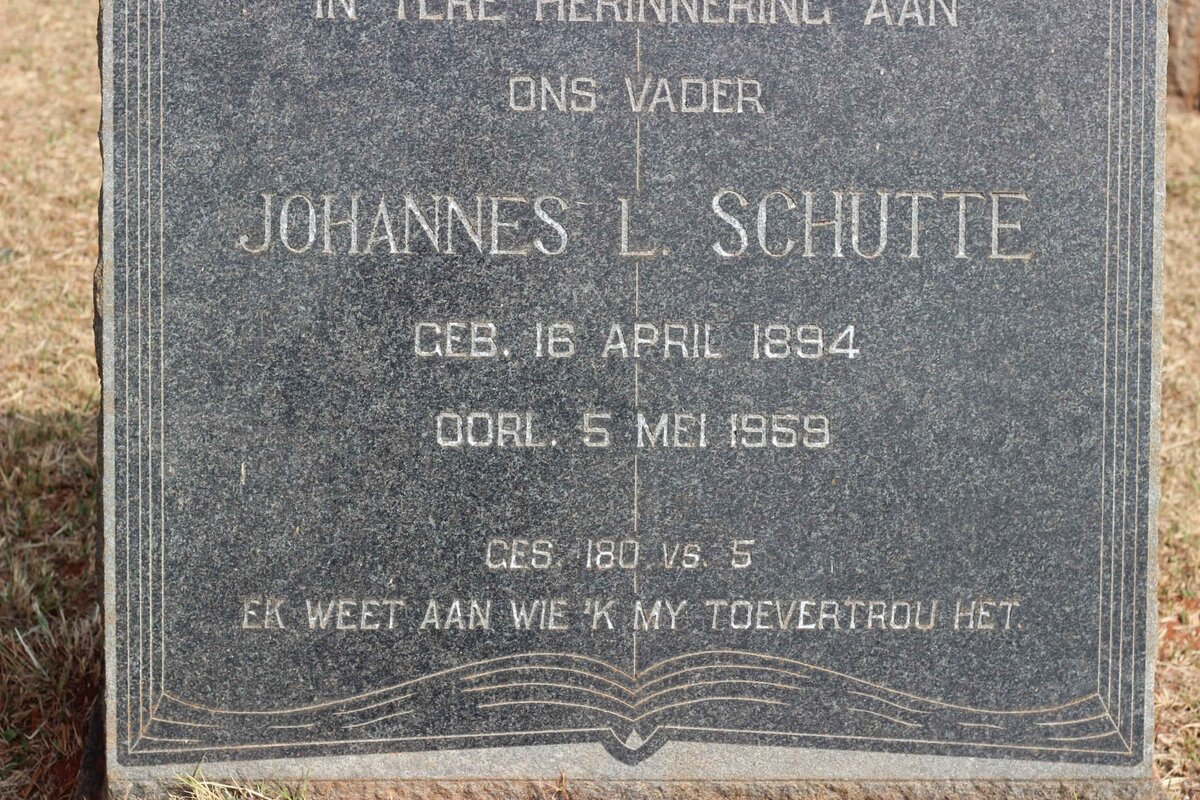 IN TERE HERINNERING AAN
ONS VADER
JOHANNES L. SCHUTTE
GEB. 16 APRIL 1894
OORL. 5 MEI 1959
GES. 180 VS. 5
EK WEET AAN WIE 'K MY TOEVERTROU HET.